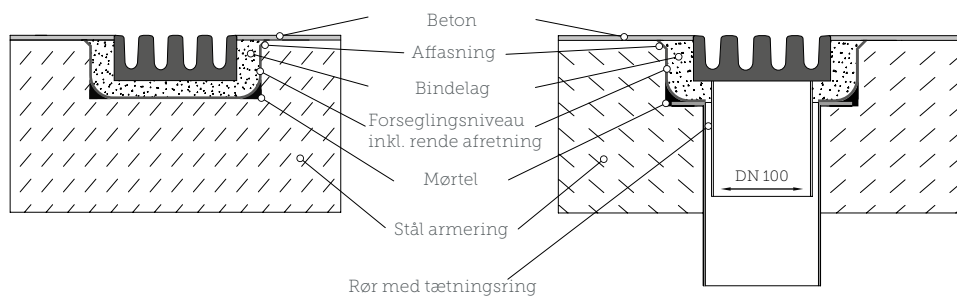 Beton
Affasning
Bindelag
Forseglingsniveau
inkl. rende afretning
Mørtel
DN 100
Stål armering
Rør med tætningsring